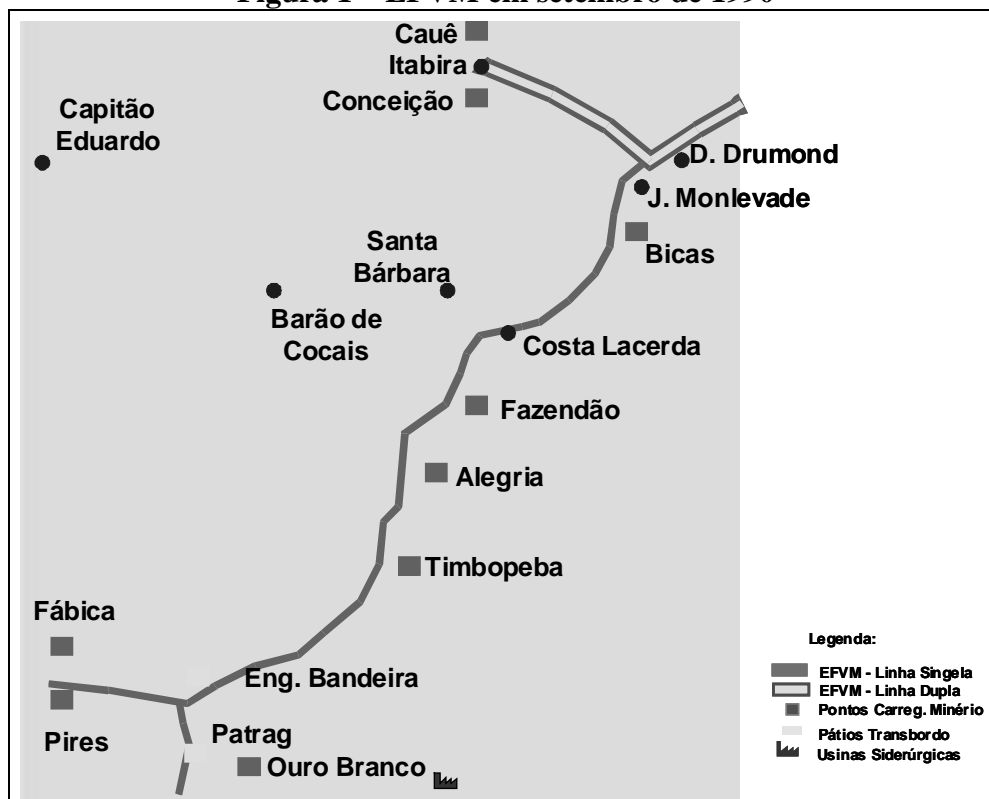 Figura 1 – EFVM em setembro de 1996
Cauê
Itabira
Conceição
Capitão
Eduardo
D. Drumond
J. Monlevade
Bicas
Santa
Bárbara
Barão de
Cocais
Costa Lacerda
Fazendão
Alegria
Timbopeba
Fábica
Eng. Bandeira
Pires
Patrag
Ouro Branco
Legenda:
EFVM - Linha Singela
EFVM - Linha Dupla
Pontos Carreg. Minério
Pátios Transbordo
Usinas Siderúrgicas